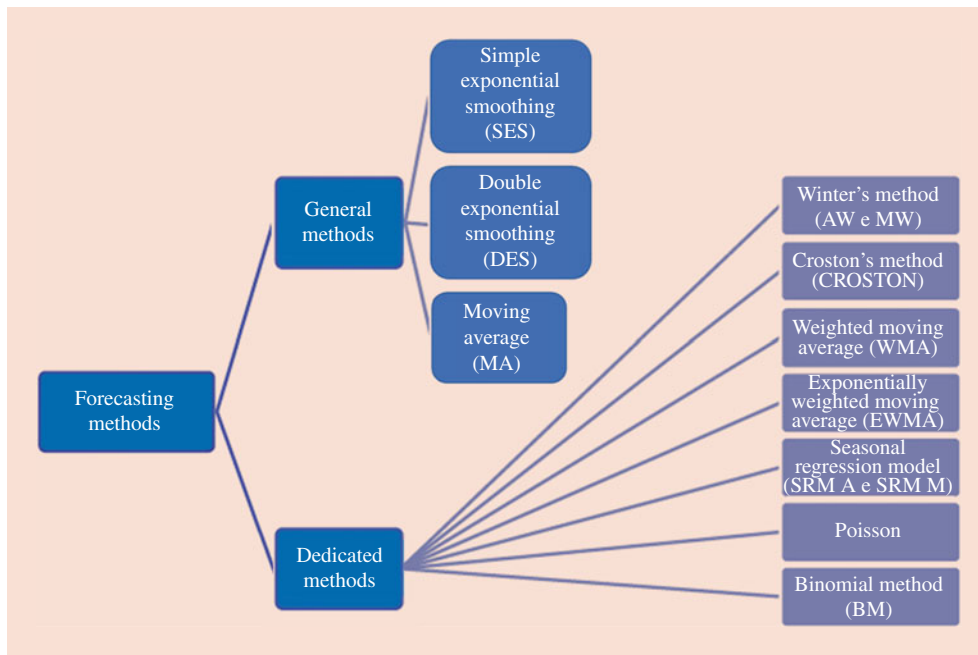 Simple
exponential
smoothing
(SES)
General
methods
Double
exponential
smoothing
(DES)
Moving
average
(MA)
Forecasting
methods
Dedicated
methods
Winter's method
(AW e MW)
Croston's method
(CROSTON)
Weighted moving
average (WMA)
Exponentially
weighted moving
average (EWMA)
Seasonal
regression model
(SRM A e SRM M)
Poisson
Binomial method
(BM)